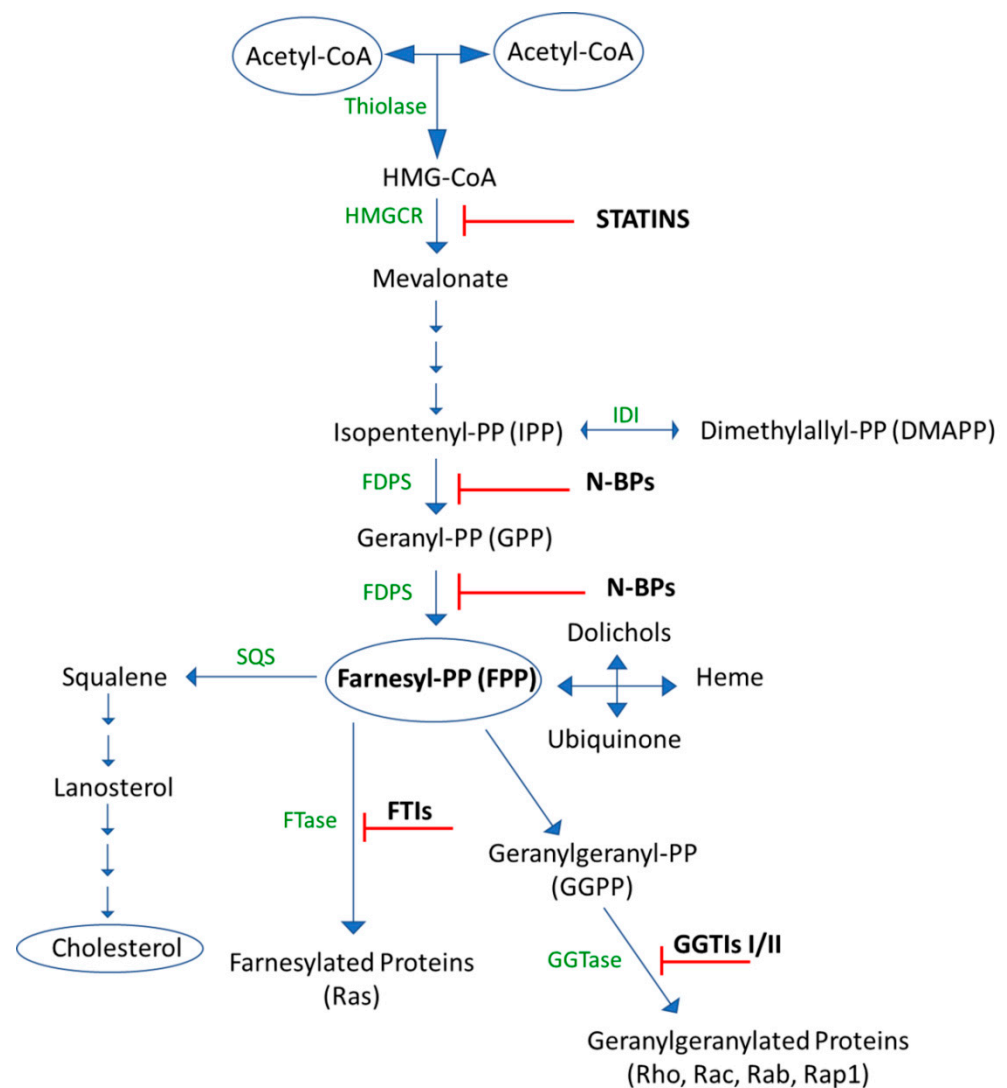 Acetyl-CoA
Acetyl-CoA
Thiolase
HMG-CoA
HMGCR
STATINS
Mevalonate
Isopentenyl-PP (IPP)
IDI
Dimethylallyl-PP (DMAPP)
FDPS
N-BPs
Geranyl-PP (GPP)
FDPS
N-BPs
Dolichols
Squalene
SQS
Farnesyl-PP (FPP)
Heme
Ubiquinone
Lanosterol
FTase
FTIs
Geranylgeranyl-PP
(GGPP)
Cholesterol
Farnesylated Proteins
(Ras)
GGTase
GGTIs I/II
Geranylgeranylated Proteins
(Rho, Rac, Rab, Rap1)